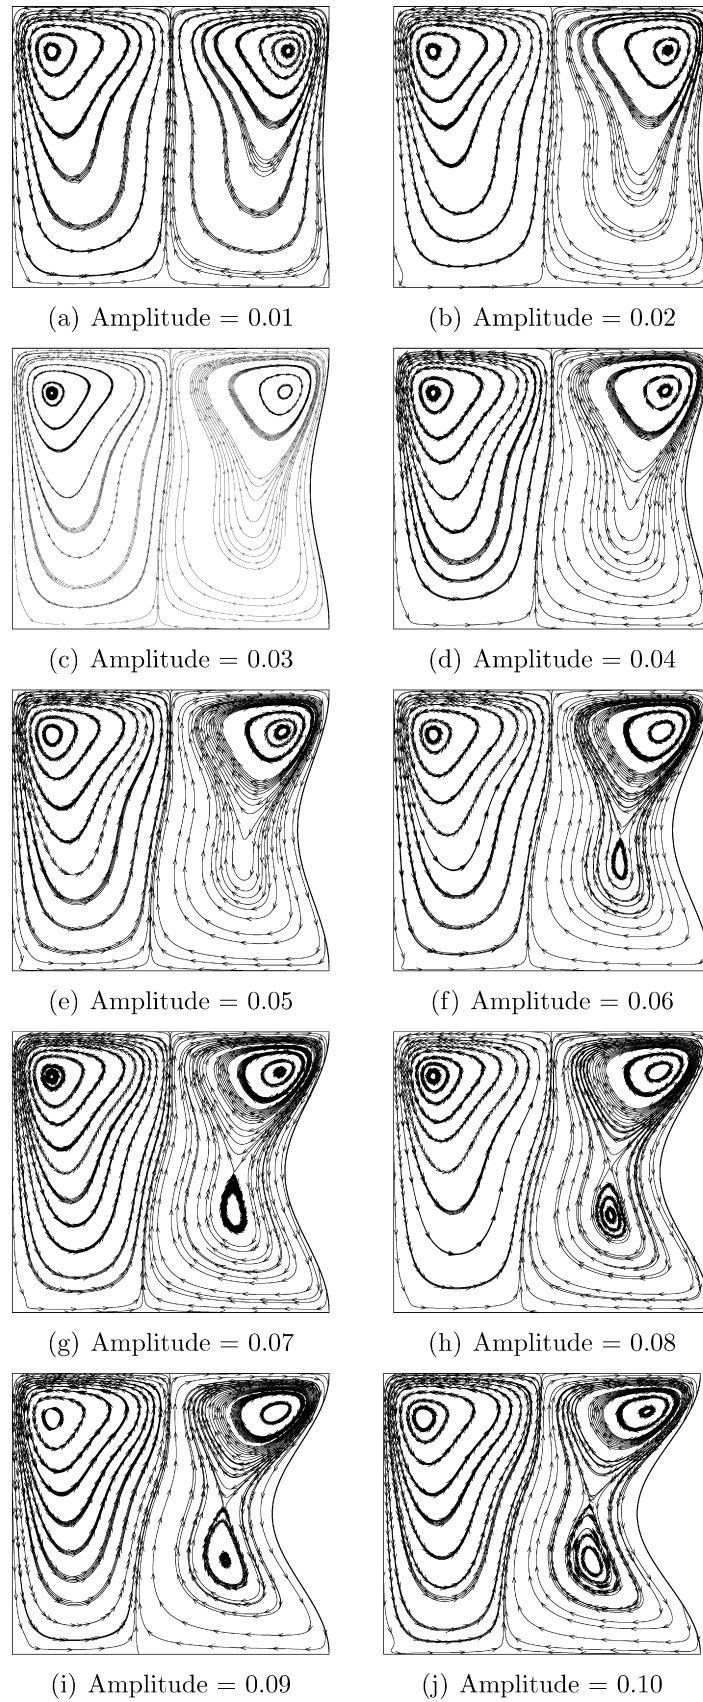 (a) Amplitude = 0.01
(b) Amplitude = 0.02
(c) Amplitude = 0.03
(d) Amplitude = 0.04
(e) Amplitude = 0.05
(f) Amplitude = 0.06
(g) Amplitude = 0.07
(h) Amplitude = 0.08
(i) Amplitude = 0.09
(j) Amplitude = 0.10